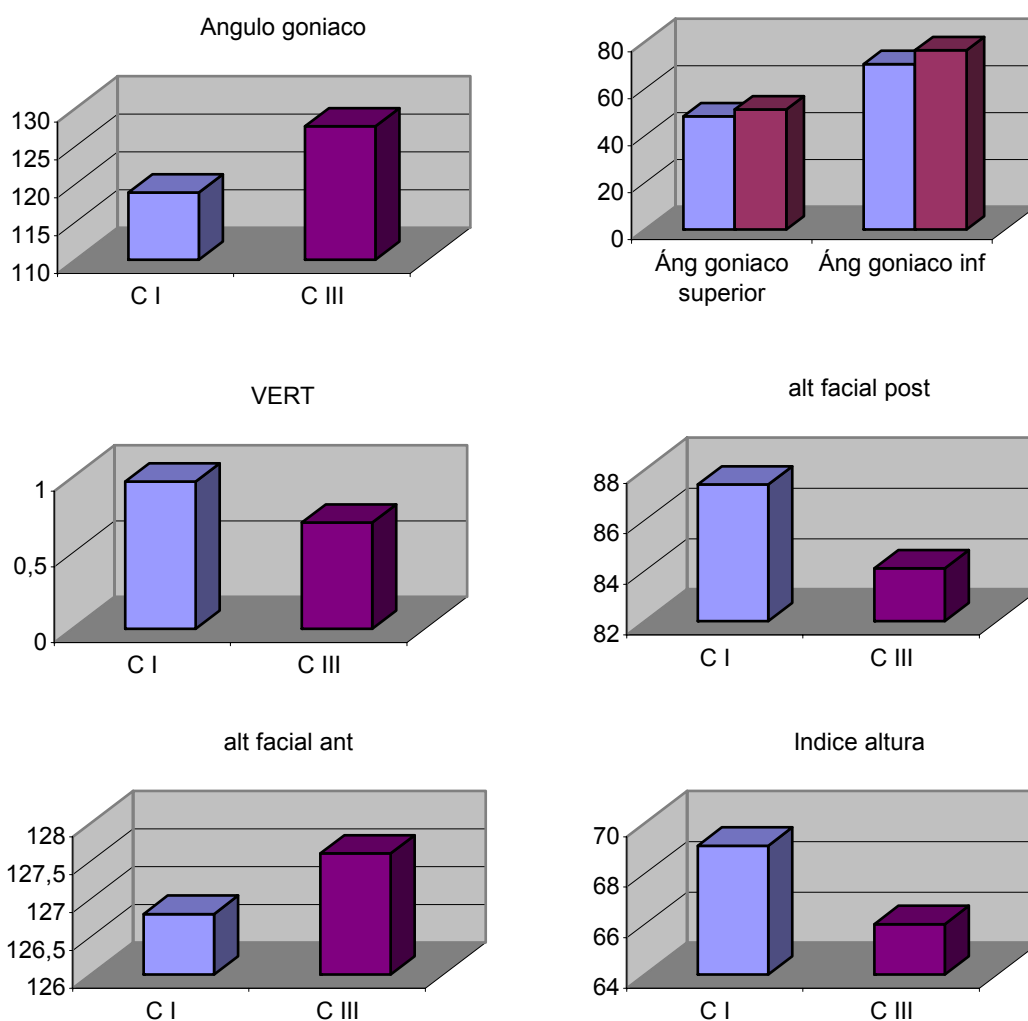 Angulo goniaco
130
125
120
115
110
C I C III
80
60
40
20
0
Áng goniaco Áng goniaco inf
superior
VERT
1
0,5
0
C I C III
alt facial post
88
86
84
82
C I C III
alt facial ant
128
127,5
127
126,5
126
C I C III
Indice altura
70
68
66
64
C I C III